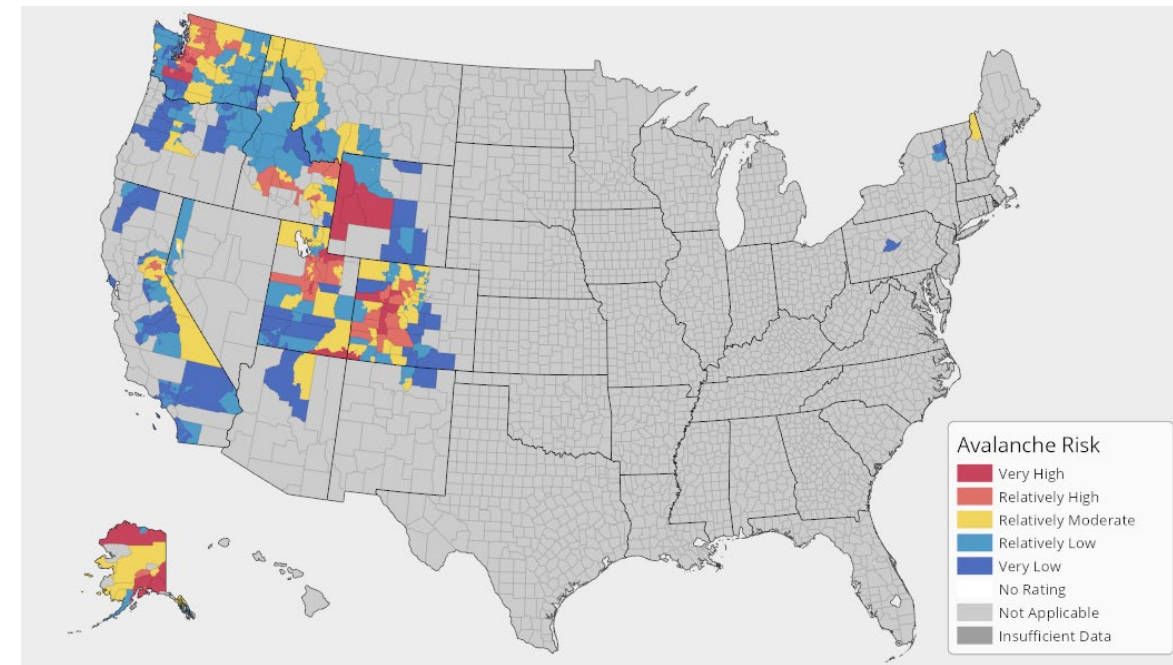 Avalanche Risk
Very High
Relatively High
Relatively Moderate
Relatively Low
Very Low
No Rating
Not Applicable
Insufficient Data